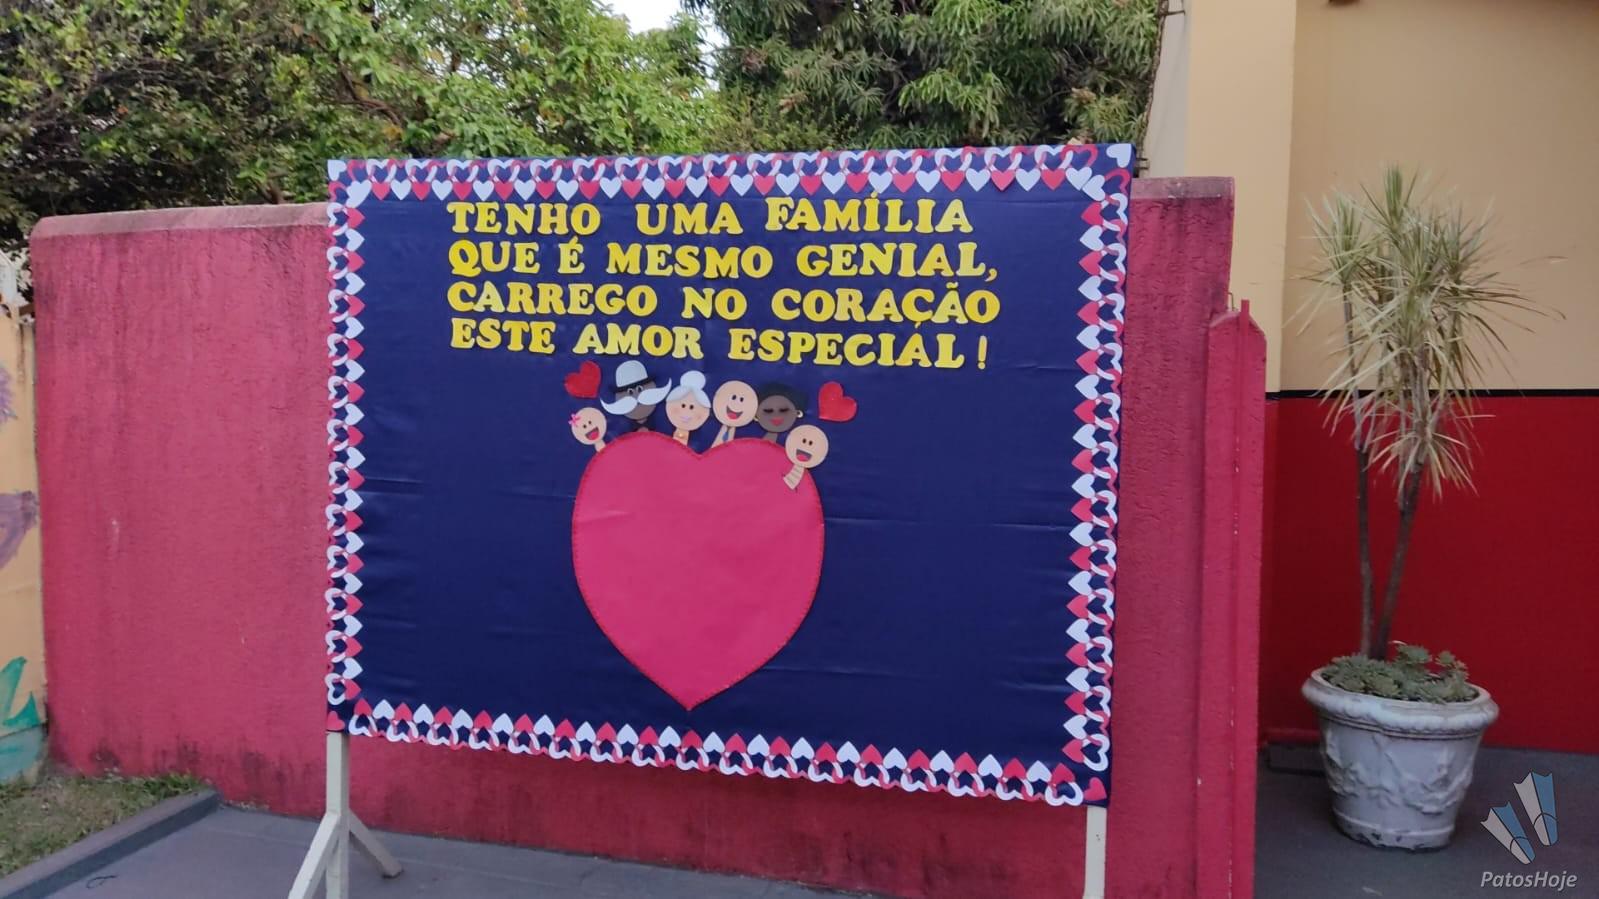 TENHO UMA FAMÍLIA
QUE É MESMO GENIAL,
CARREGO NO CORAÇÃO
ESTE AMOR ESPECIAL!
PatosHoje